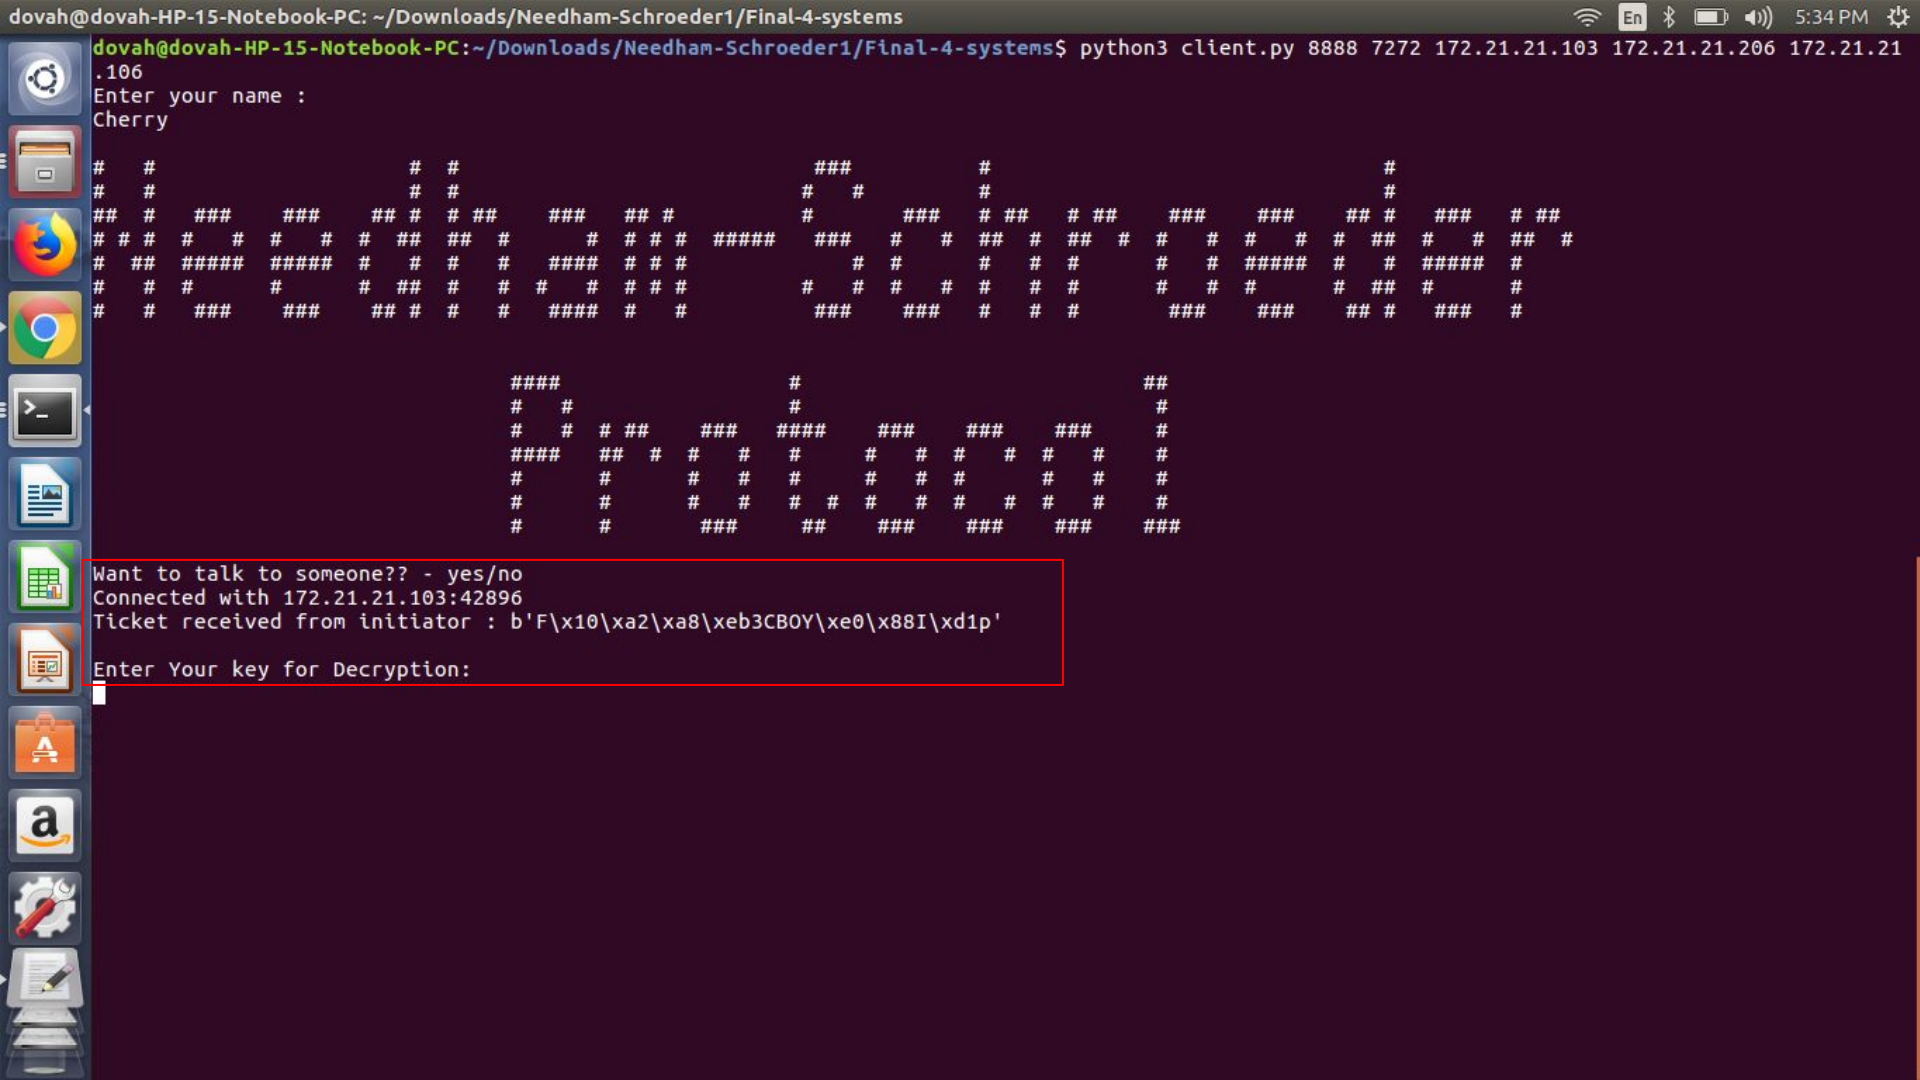 dovah@dovah-HP-15-Notebook-PC: ~/Downloads/Needham-Schroeder1/Final-4-systems
En
5:34 PM
dovah@dovah-HP-15-Notebook-PC:~/Downloads/Needham-Schroeder1/Final-4-systems$ python3 client.py 8888 7272 172.21.21.103 172.21.21.206 172.21.21
.106
Enter your name :
Cherry
Needham-Schroeder
Protocol
Want to talk to someone?? - yes/no
Connected with 172.21.21.103:42896
Ticket received from initiator : b'F\x10\xa2\xa8\xeb3CBOY\xe0\x88I\xd1p'
Enter Your key for Decryption: